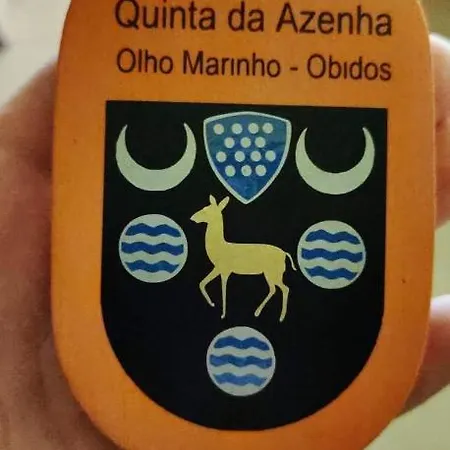 Quinta da Azenha
Olho Marinho - Obidos